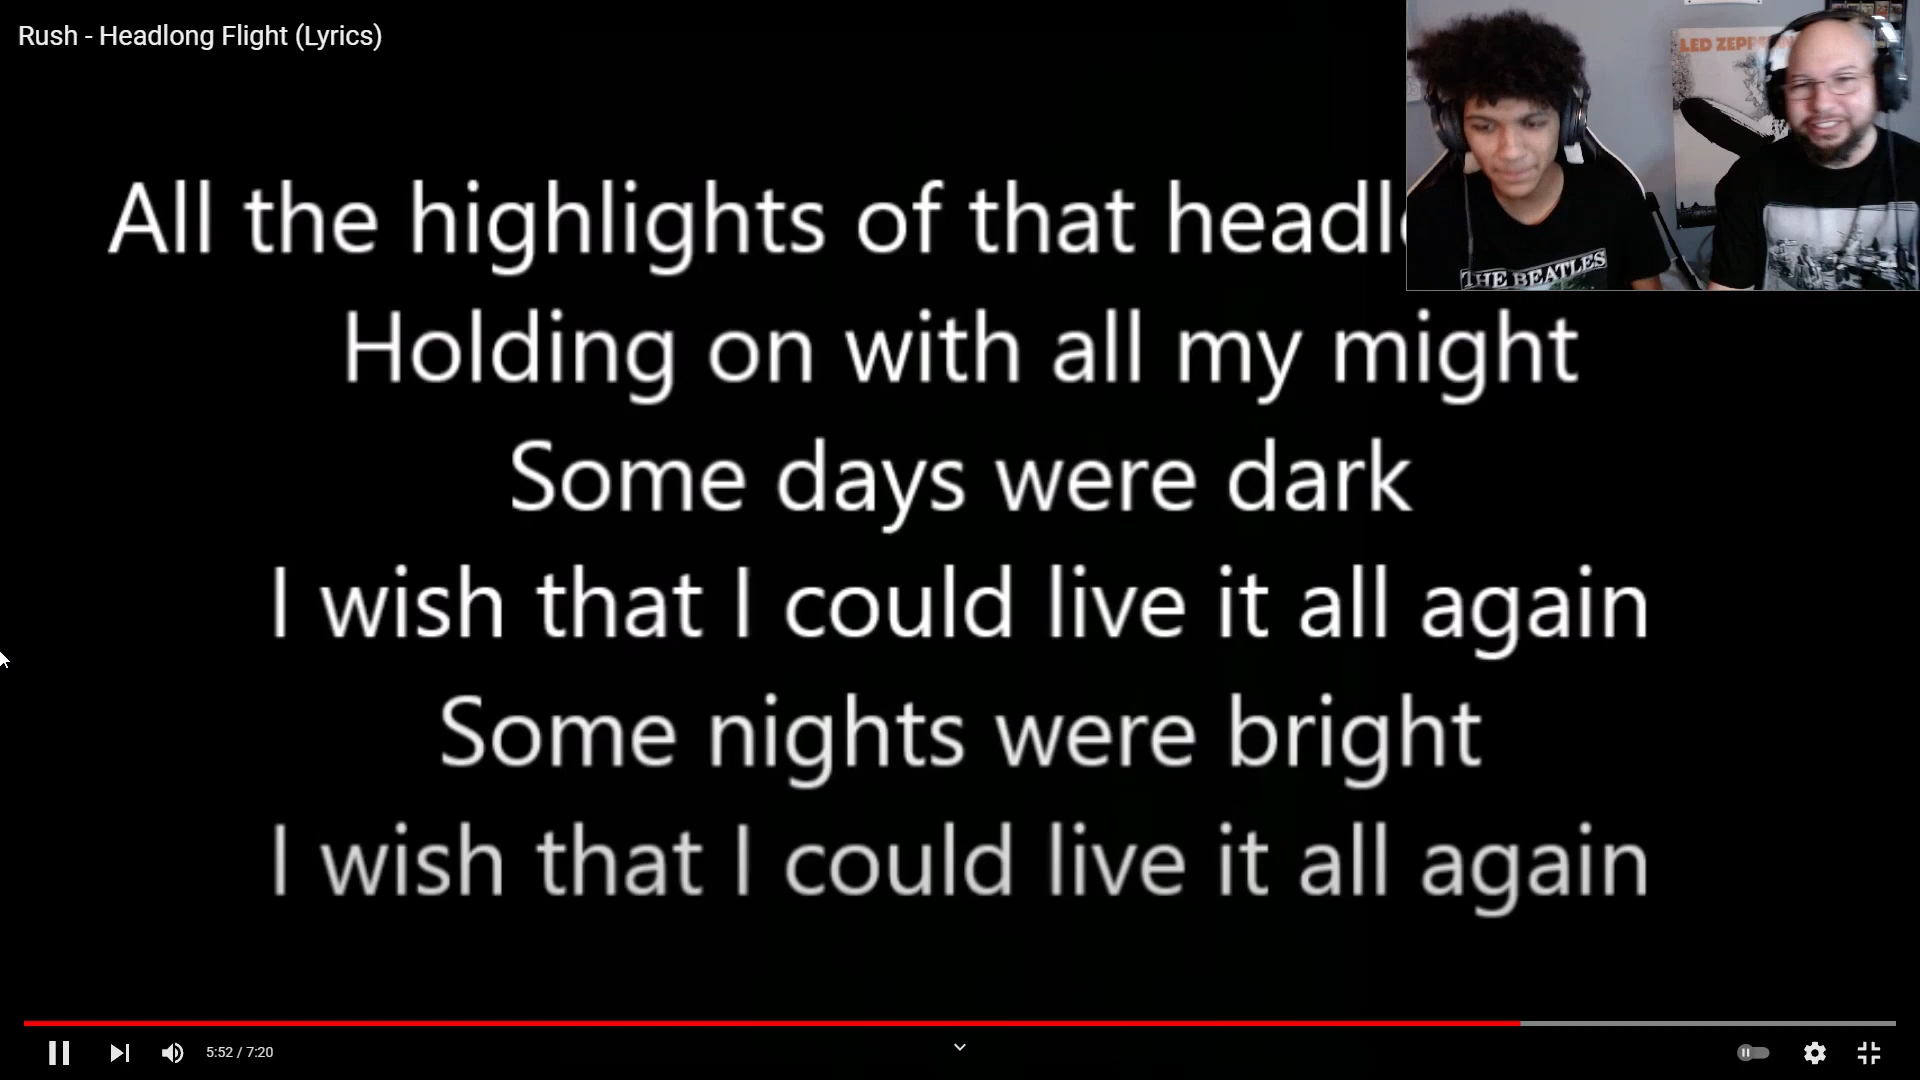 Rush - Headlong Flight (Lyrics)
LED ZEPP
THE BEATLES
All the highlights of that headl
Holding on with all my might
Some days were dark
I wish that I could live it all again
Some nights were bright
I wish that I could live it all again
5:52 / 7:20